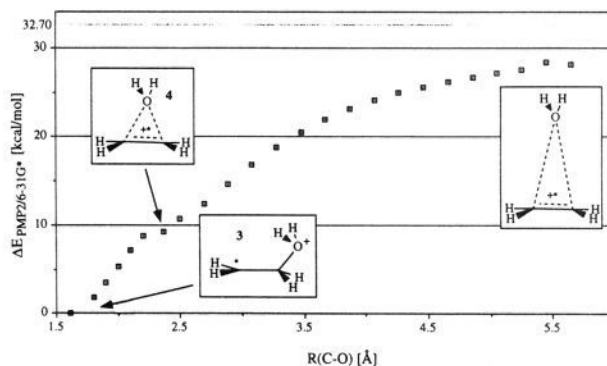 32.70
30
20
10
0
ΔE PMP2/6-31G* [kcal/mol]
H H
O
4
+•
H H
H H
3
H H
O+
•
H
H
H
H
H H
O
+•
H H
H H
1.5 2.5 3.5 4.5 5.5
R(C-O) [Å]